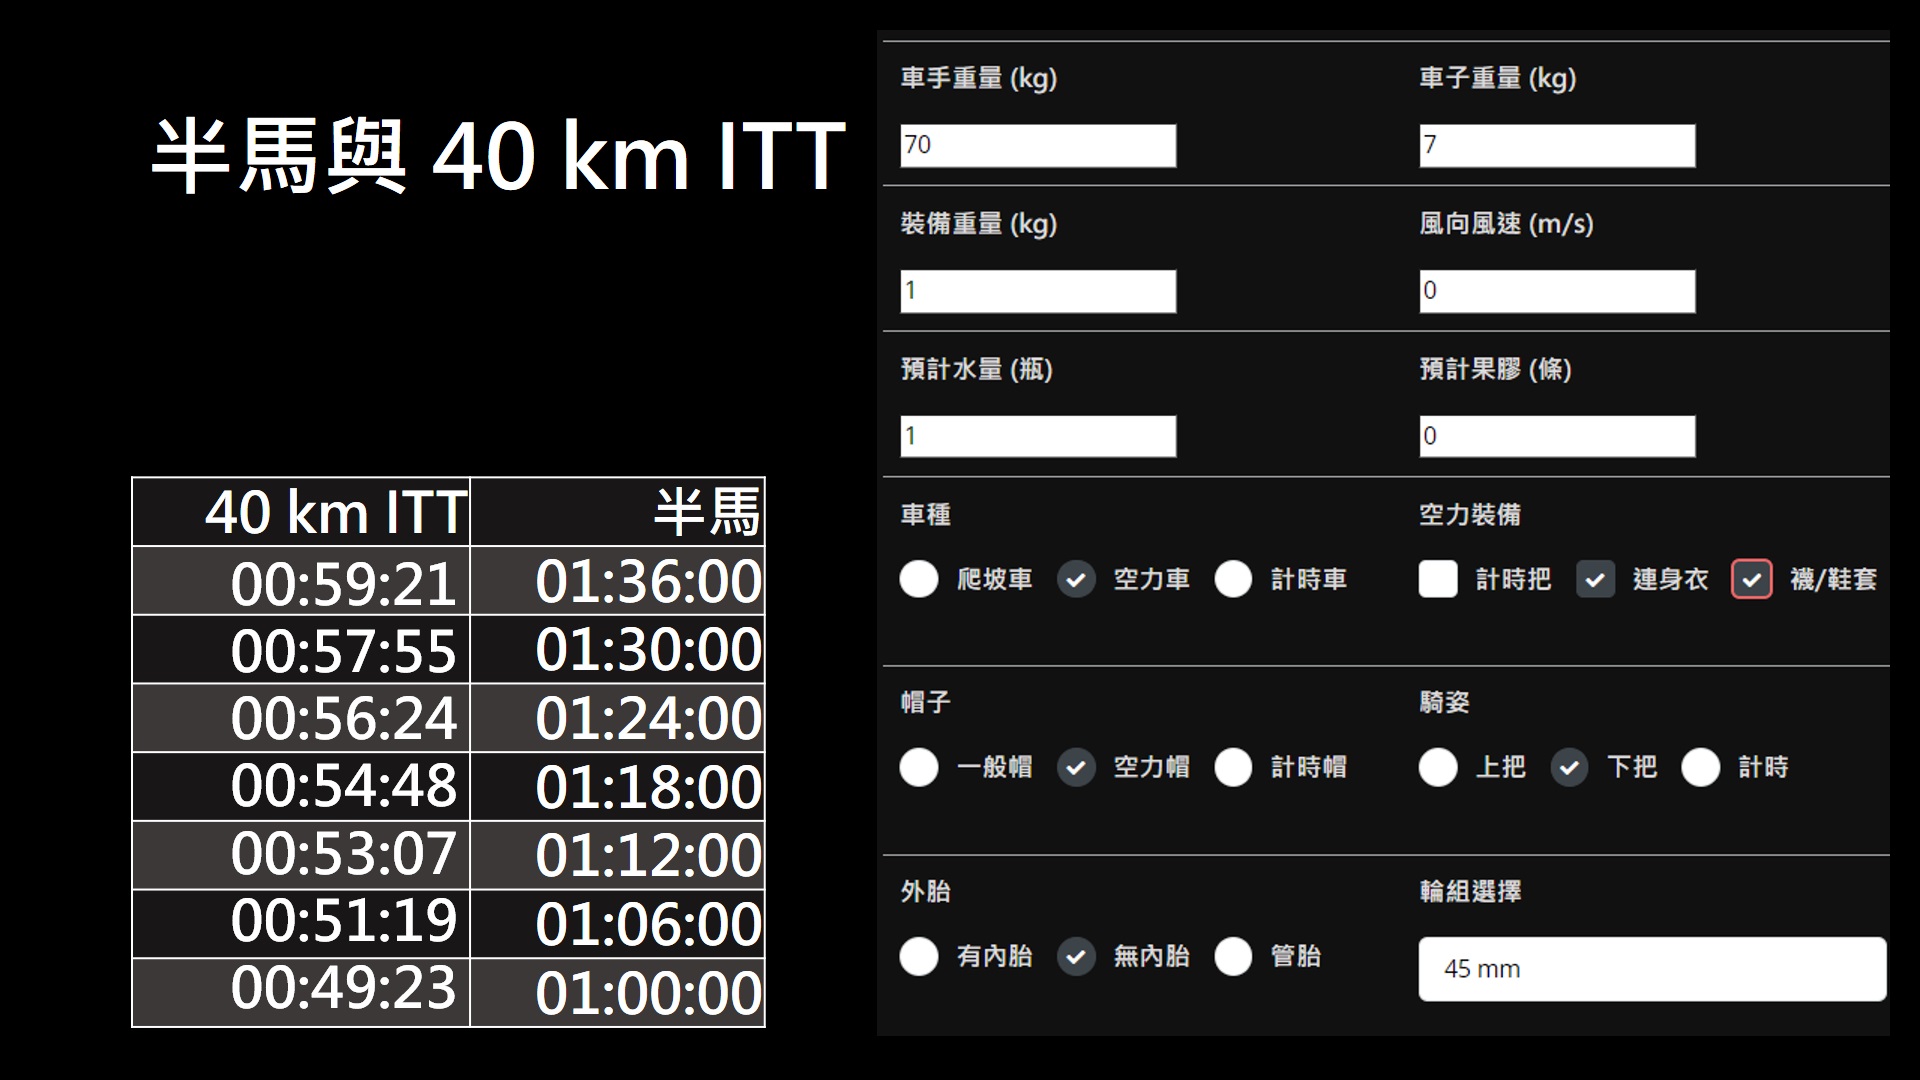 半馬與 40 km ITT
40 km ITT 半馬
00:59:21 01:36:00
00:57:55 01:30:00
00:56:24 01:24:00
00:54:48 01:18:00
00:53:07 01:12:00
00:51:19 01:06:00
00:49:23 01:00:00
車手重量 (kg) 車子重量 (kg)
70 7
裝備重量 (kg) 風向風速 (m/s)
1 0
預計水量 (瓶) 預計果膠 (條)
1 0
車種 空力裝備
爬坡車 空力車 計時車 計時把 連身衣 襪/鞋套
帽子 騎姿
一般帽 空力帽 計時帽 上把 下把 計時
外胎 輪組選擇
有內胎 無內胎 管胎 45 mm